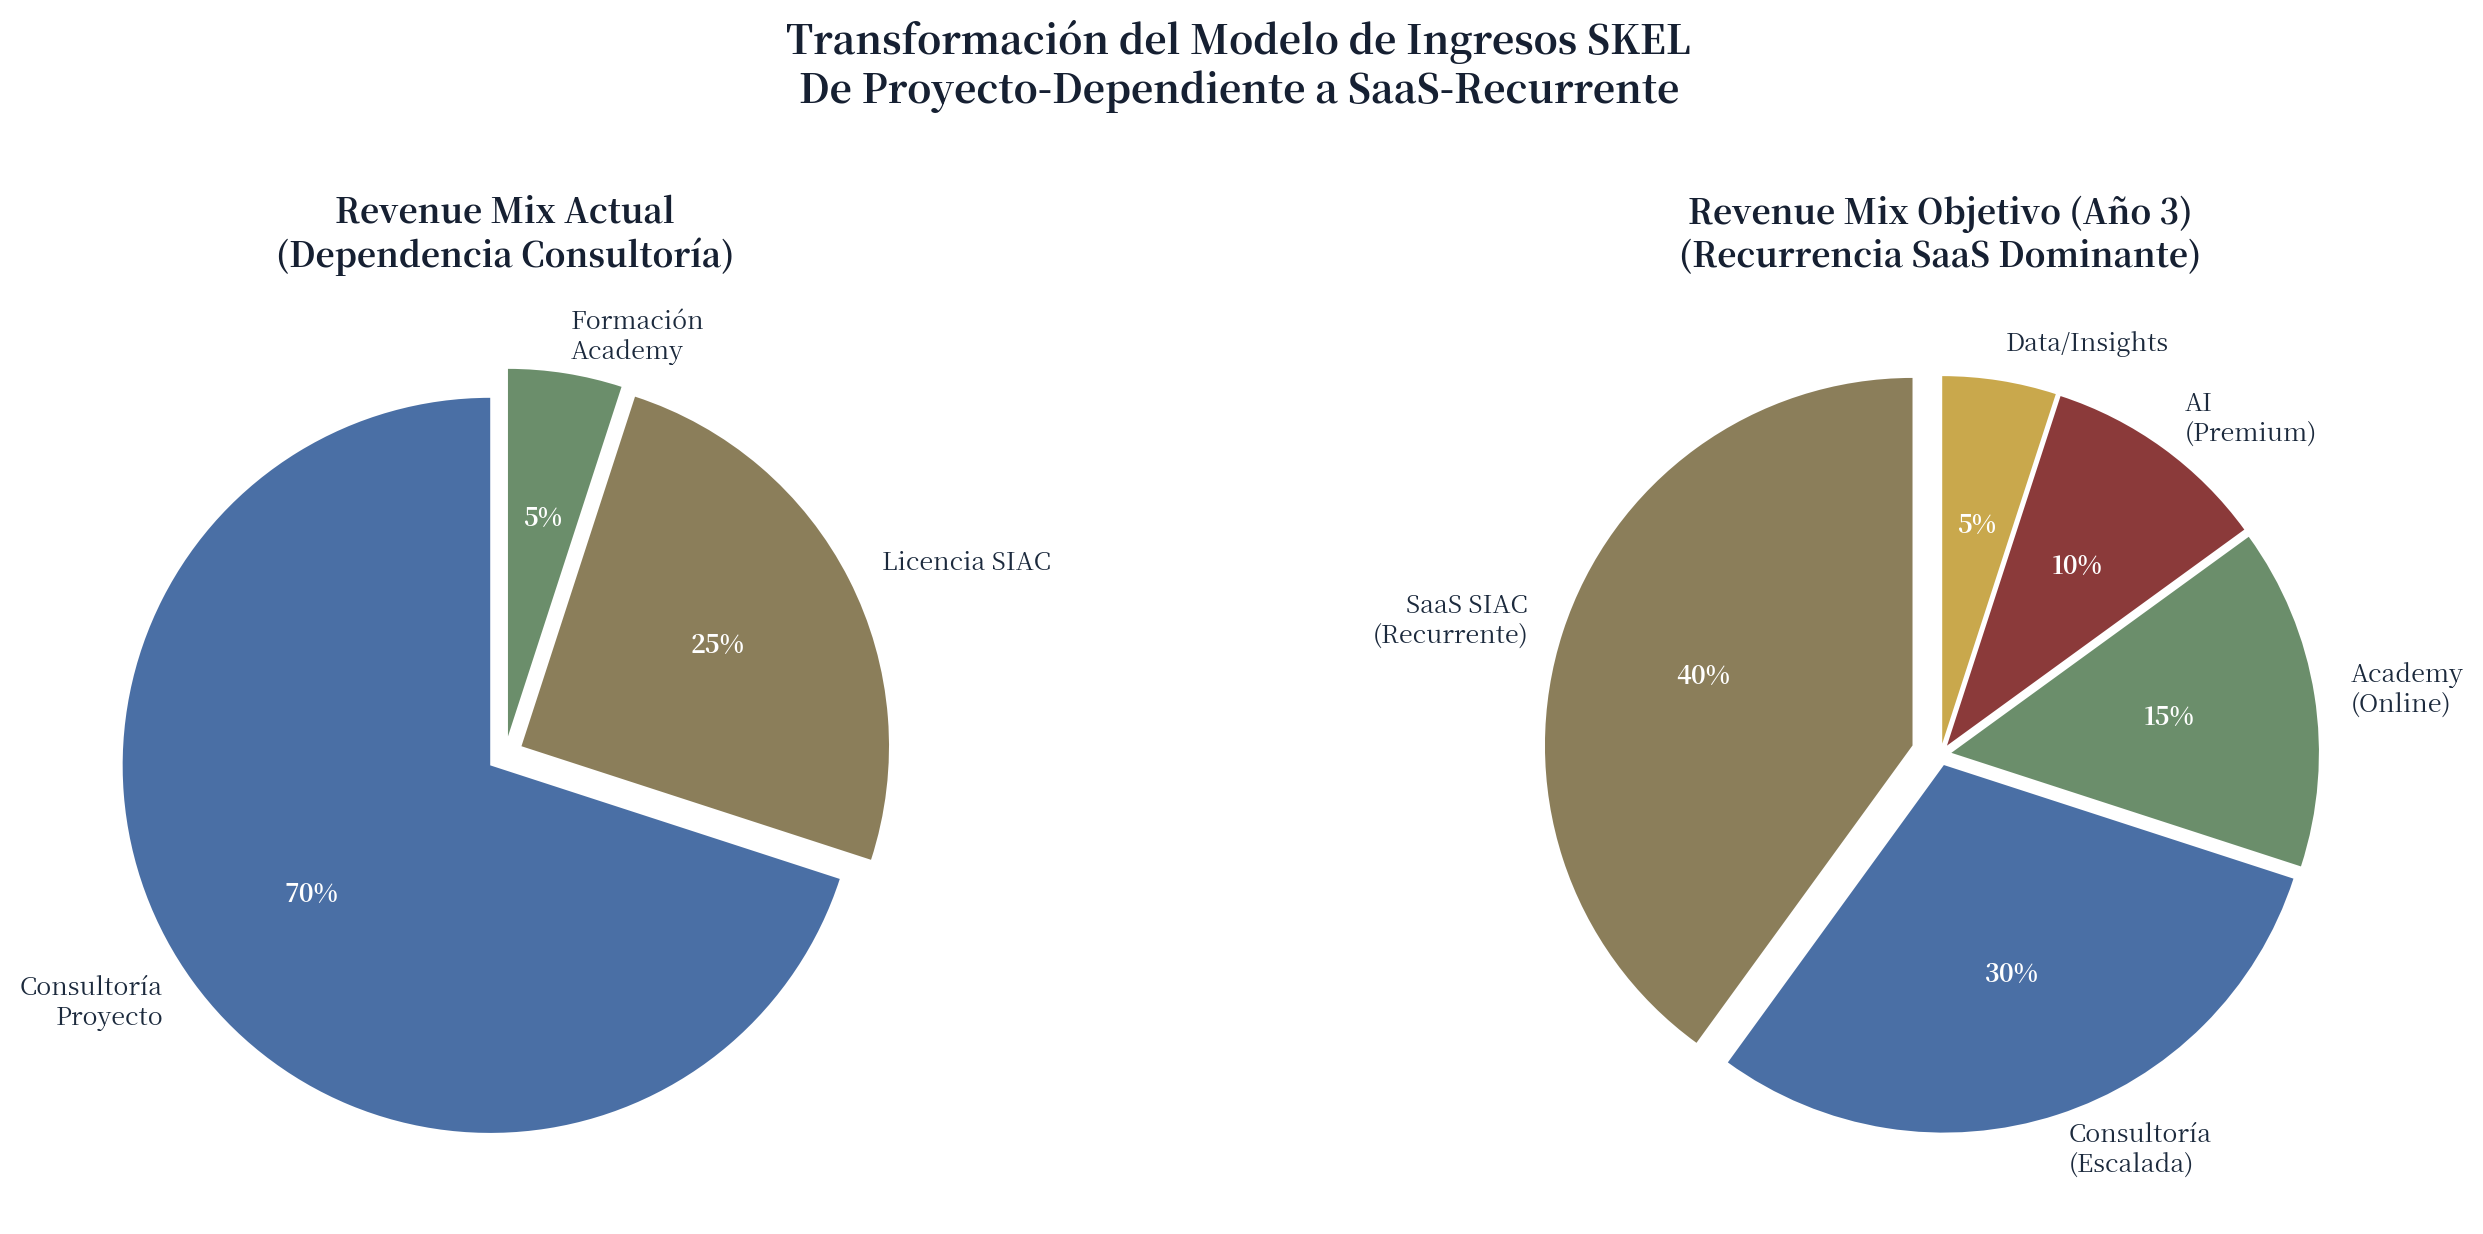 Transformación del Modelo de Ingresos SKEL
De Proyecto-Dependiente a SaaS-Recurrente
Revenue Mix Actual
(Dependencia Consultoría)
Formación
Academy
5%
Licencia SIAC
25%
70%
Consultoría
Proyecto
Revenue Mix Objetivo (Año 3)
(Recurrencia SaaS Dominante)
Data/Insights
AI
(Premium)
5%
10%
SaaS SIAC
(Recurrente)
40%
Academy
(Online)
15%
30%
Consultoría
(Escalada)